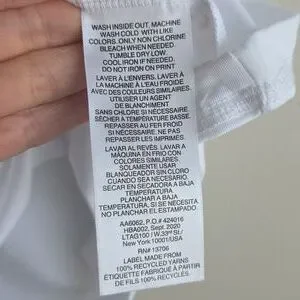 WASH INSIDE OUT, MACHINE
WASH COLD WITH LIKE
COLORS. ONLY NON CHLORINE
BLEACH WHEN NEEDED.
TUMBLE DRY LOW.
COOL IRON IF NEEDED.
DO NOT IRON ON PRINT
LAVER À L'ENVERS. LAVER À
LA MACHINE À L'EAU FROIDE
AVEC DES COULEURS SIMILAIRES.
UTILISER UN AGENT
DE BLANCHIMENT
SANS CHLORE SI NÉCESSAIRE.
SÉCHER À TEMPÉRATURE BASSE.
REPASSER AU FER FROID
SI NÉCESSAIRE. NE PAS
REPASSER LES IMPRIMÉS.
LAVAR AL REVÉS. LAVAR A
MÁQUINA EN FRIO CON
COLORES SIMILARES.
SOLAMENTE USAR
BLANQUEADOR SIN CLORO
CUANDO SEA NECESARIO.
SECAR EN SECADORA A BAJA
TEMPERATURA.
PLANCHAR A BAJA
TEMPERATURA, SI SE NECESITA
NO PLANCHAR EL ESTAMPADO
AA6062, P.O.# 424016
HBA002, Sept. 2020
LTAG100 / W.33rd St./
New York 10001/USA
RN# 13706
LABEL MADE FROM
100% RECYCLED YARNS
ÉTIQUETTE FABRIQUÉE À PARTIR
DE FILS 100% RECYCLÉS